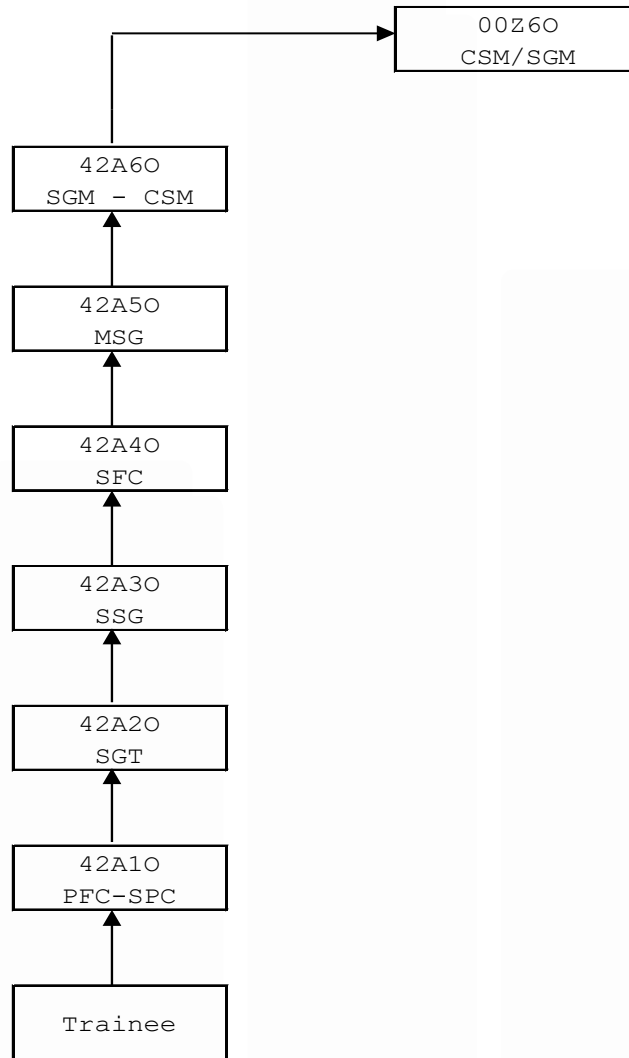 00Z6O
CSM/SGM
42A6O
SGM - CSM
42A5O
MSG
42A4O
SFC
42A3O
SSG
42A2O
SGT
42A1O
PFC-SPC
Trainee